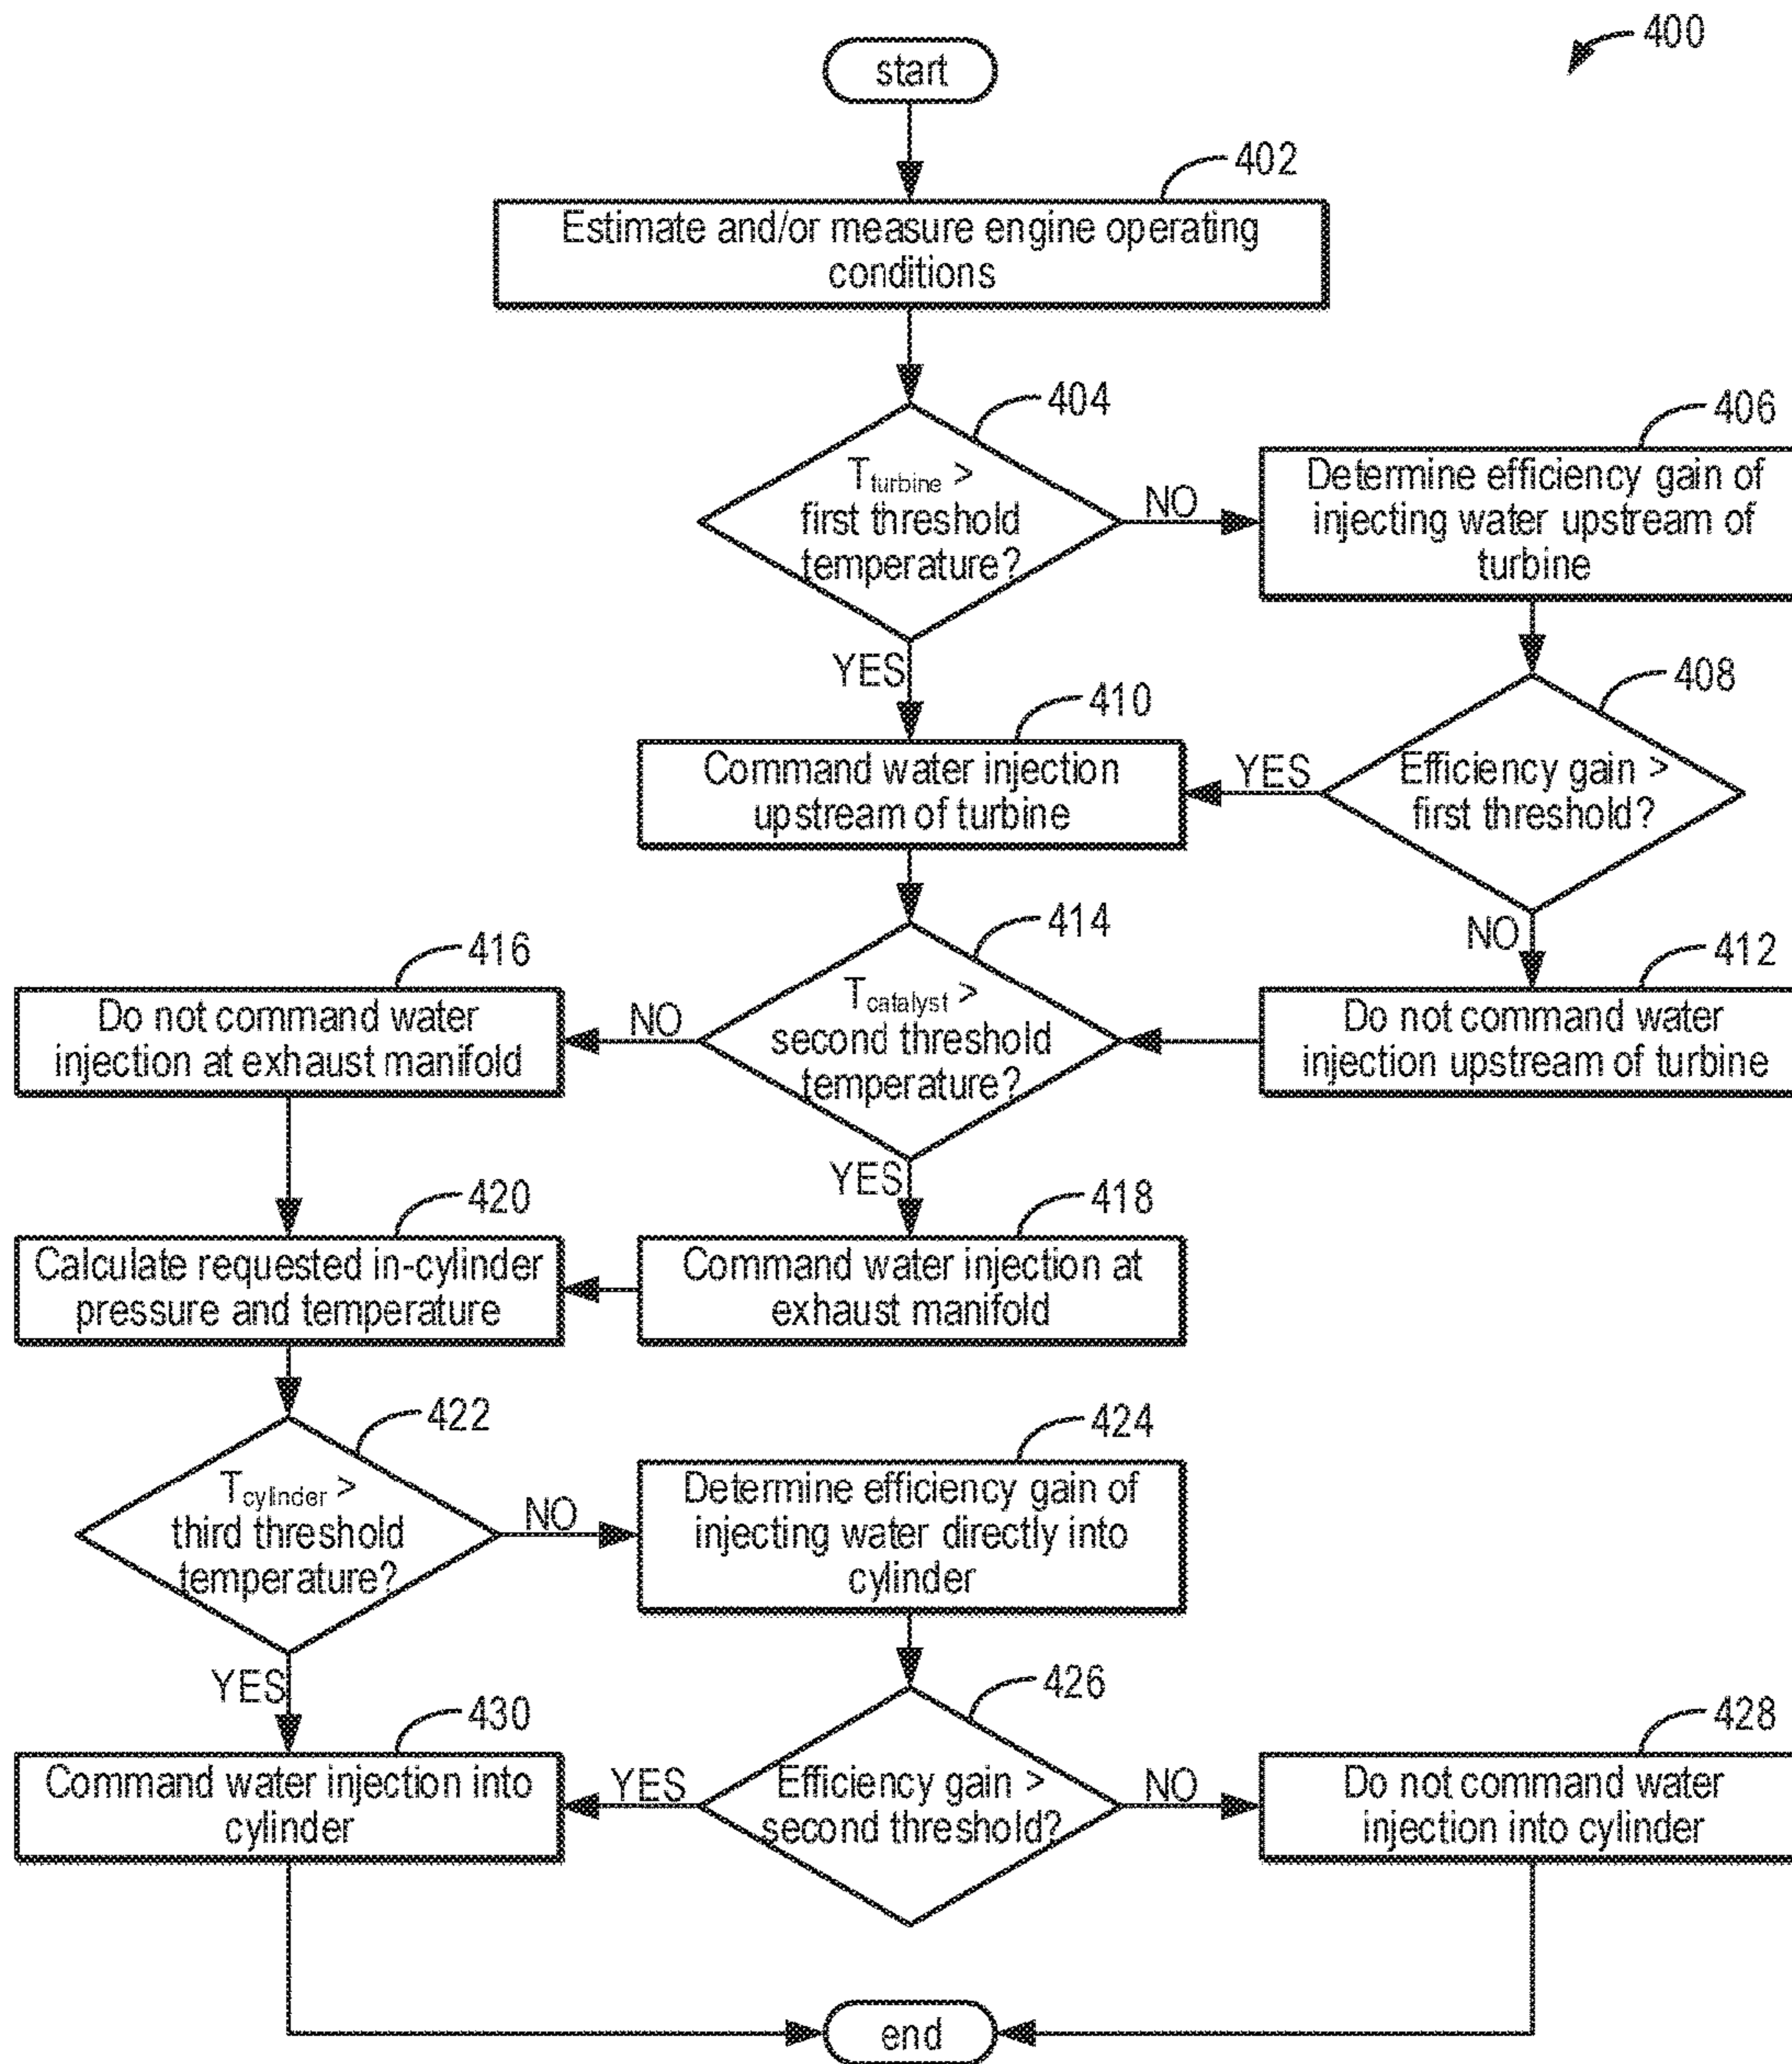 400
start
402
Estimate and/or measure engine operating
conditions
404
T turbine >
first threshold
temperature?
NO
YES
406
Determine efficiency gain of
injecting water upstream of
turbine
408
Efficiency gain >
first threshold?
YES
NO
410
Command water injection
upstream of turbine
412
Do not command water
injection upstream of turbine
414
T catalyst >
second threshold
temperature?
NO
YES
416
Do not command water
injection at exhaust manifold
418
Command water injection at
exhaust manifold
420
Calculate requested in-cylinder
pressure and temperature
422
T cylinder >
third threshold
temperature?
NO
YES
424
Determine efficiency gain of
injecting water directly into
cylinder
426
Efficiency gain >
second threshold?
YES
NO
428
Do not command water
injection into cylinder
430
Command water injection into
cylinder
end